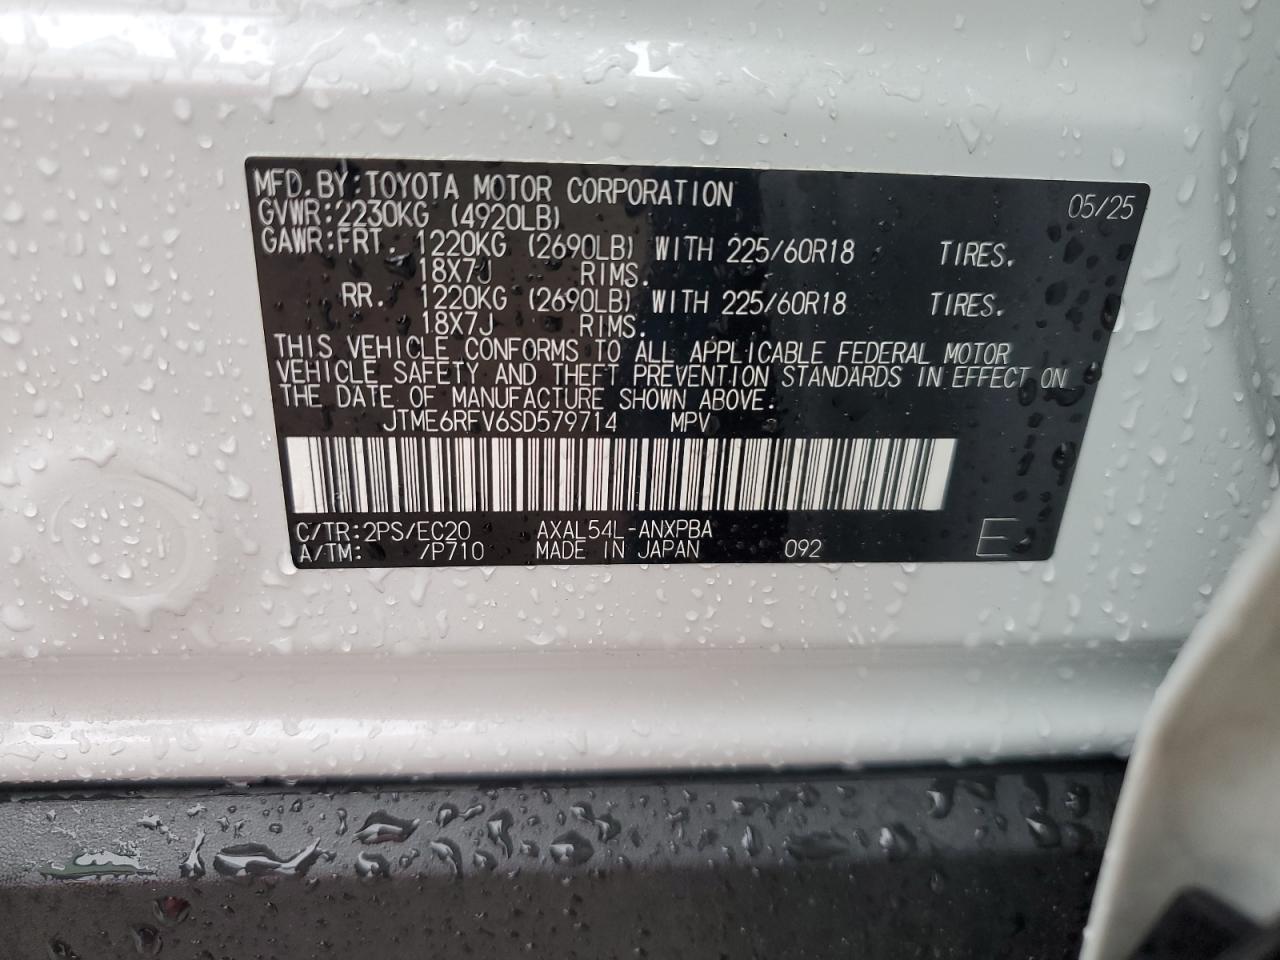 MFD. BY: TOYOTA MOTOR CORPORATION 05/25
GVWR: 2230KG (4920LB)
GAWR: FRT. 1220KG (2690LB) WITH 225/60R18 TIRES.
18X7J RIMS.
RR. 1220KG (2690LB) WITH 225/60R18 TIRES.
18X7J RIMS.
THIS VEHICLE CONFORMS TO ALL APPLICABLE FEDERAL MOTOR
VEHICLE SAFETY AND THEFT PREVENTION STANDARDS IN EFFECT ON
THE DATE OF MANUFACTURE SHOWN ABOVE.
JTME6RFV6SD579714 MPV
C/TR: 2PS/EC20 AXAL54L-ANXPBA
A/TM: /P710 MADE IN JAPAN 092 E